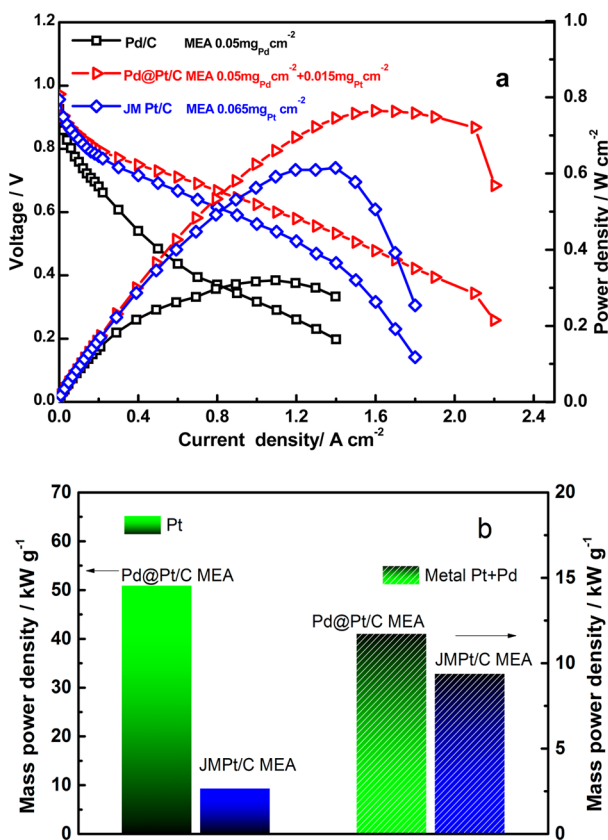 Pd/C MEA 0.05mgPdcm-2
Pd@Pt/C MEA 0.05mgPdcm-2+0.015mgPtcm-2
JM Pt/C MEA 0.065mgPtcm-2
a
1.2
1.0
0.8
0.6
0.4
0.2
0.0
Voltage / V
1.0
0.8
0.6
0.4
0.2
0.0
Power density / W cm-2
0.0 0.4 0.8 1.2 1.6 2.0 2.4
Current density/ A cm-2
b
70
60
50
40
30
20
10
0
Mass power density / kW g-1
20
15
10
5
0
Mass power density / kW g-1
Pt
Pd@Pt/C MEA
JMPt/C MEA
Metal Pt+Pd
Pd@Pt/C MEA
JMPt/C MEA